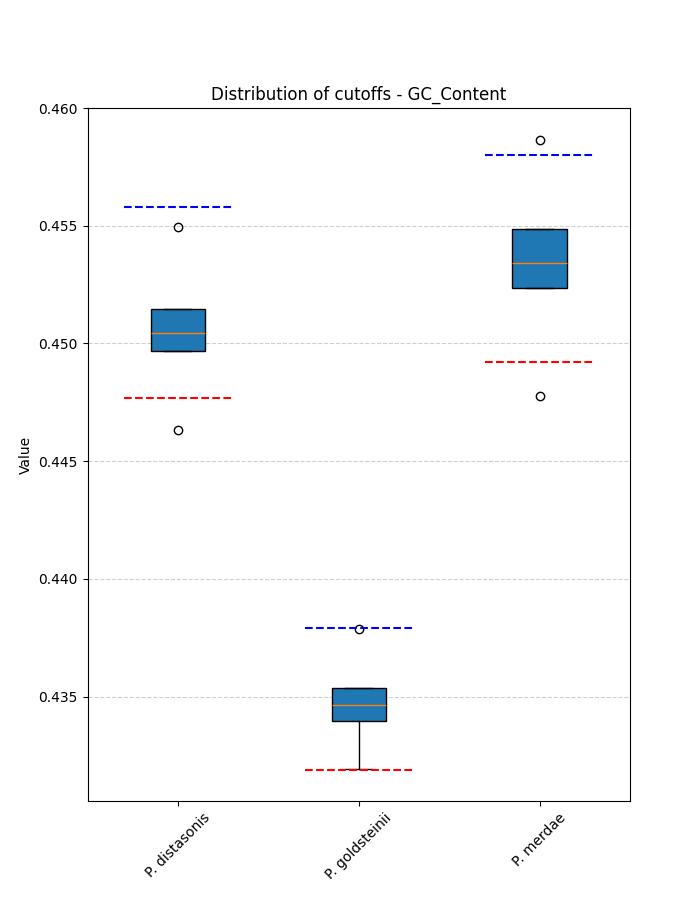 Distribution of cutoffs - GC_Content
0.460
0.455
0.450
0.445
0.440
0.435
Value
P. distasonis
P. goldsteinii
P. merdae